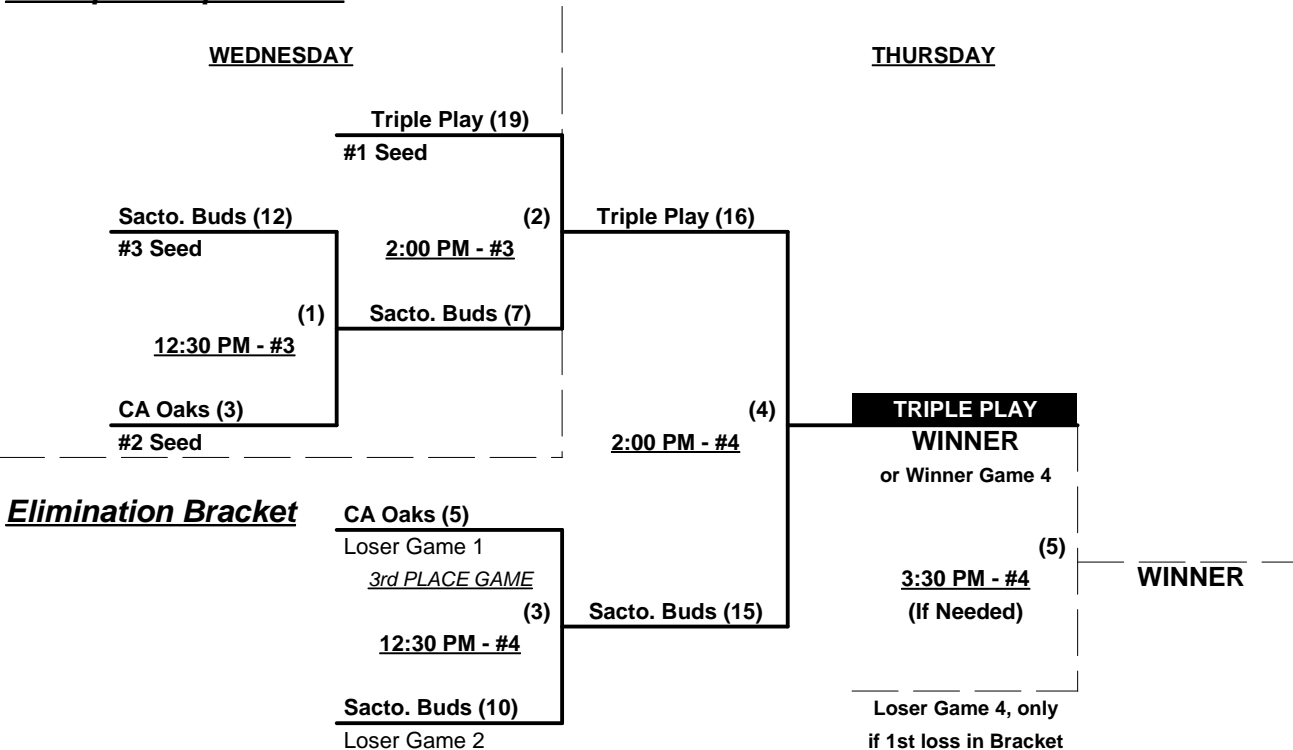 WEDNESDAY
THURSDAY
Triple Play (19)
#1 Seed
Sacto. Buds (12)
(2)
Triple Play (16)
#3 Seed
2:00 PM - #3
(1)
Sacto. Buds (7)
12:30 PM - #3
CA Oaks (3)
(4)
TRIPLE PLAY
#2 Seed
2:00 PM - #4
WINNER
or Winner Game 4
Elimination Bracket
CA Oaks (5)
Loser Game 1
(5)
3rd PLACE GAME
3:30 PM - #4
WINNER
(3)
Sacto. Buds (15)
(If Needed)
12:30 PM - #4
Sacto. Buds (10)
Loser Game 4, only
Loser Game 2
if 1st loss in Bracket